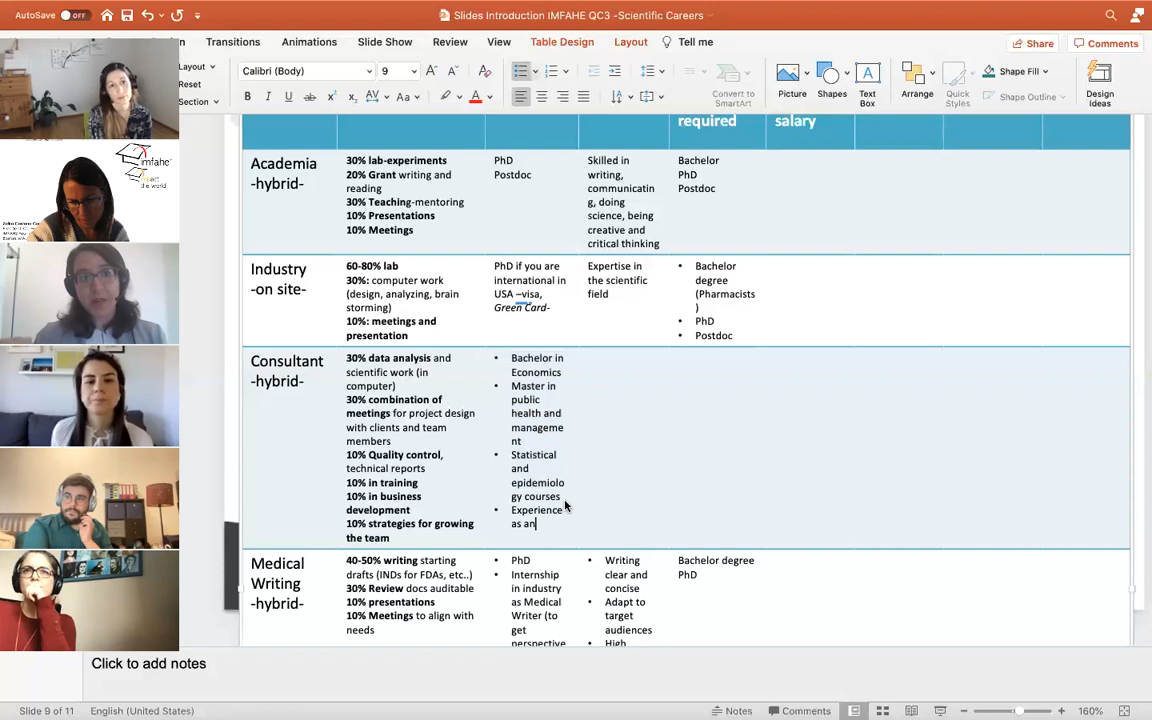 AutoSave OFF
Slides Introduction IMFAHE QC3 -Scientific Careers
Transitions Animations Slide Show Review View Table Design Layout Tell me
Share Comments
Layout
Reset
Section
Calibri (Body) 9
Convert to
SmartArt
Picture Shapes Text
Box
Arrange Quick
Styles
Shape Fill
Shape Outline
Design
Ideas
imfahe
the world
required
salary
Academia
-hybrid-
30% lab-experiments
20% Grant writing and
reading
30% Teaching-mentoring
10% Presentations
10% Meetings
PhD
Postdoc
Skilled in
writing,
communicatin
g, doing
science, being
creative and
critical thinking
Bachelor
PhD
Postdoc
Industry
-on site-
60-80% lab
30%: computer work
(design, analyzing, brain
storming)
10%: meetings and
presentation
PhD if you are
international in
USA –visa,
Green Card-
Expertise in
the scientific
field
• Bachelor
degree
(Pharmacists
)
• PhD
• Postdoc
Consultant
-hybrid-
30% data analysis and
scientific work (in
computer)
30% combination of
meetings for project design
with clients and team
members
10% Quality control,
technical reports
10% in training
10% in business
development
10% strategies for growing
the team
• Bachelor in
Economics
• Master in
public
health and
manageme
nt
• Statistical
and
epidemiolo
gy courses
• Experience
as an
Medical
Writing
-hybrid-
40-50% writing starting
drafts (INDs for FDAs, etc..)
30% Review docs auditable
10% presentations
10% Meetings to align with
needs
• PhD
• Internship
in industry
as Medical
Writer (to
get
perspective
• Writing
clear and
concise
• Adapt to
target
audiences
• High
Bachelor degree
PhD
Click to add notes
Slide 9 of 11 English (United States) Notes Comments 160%